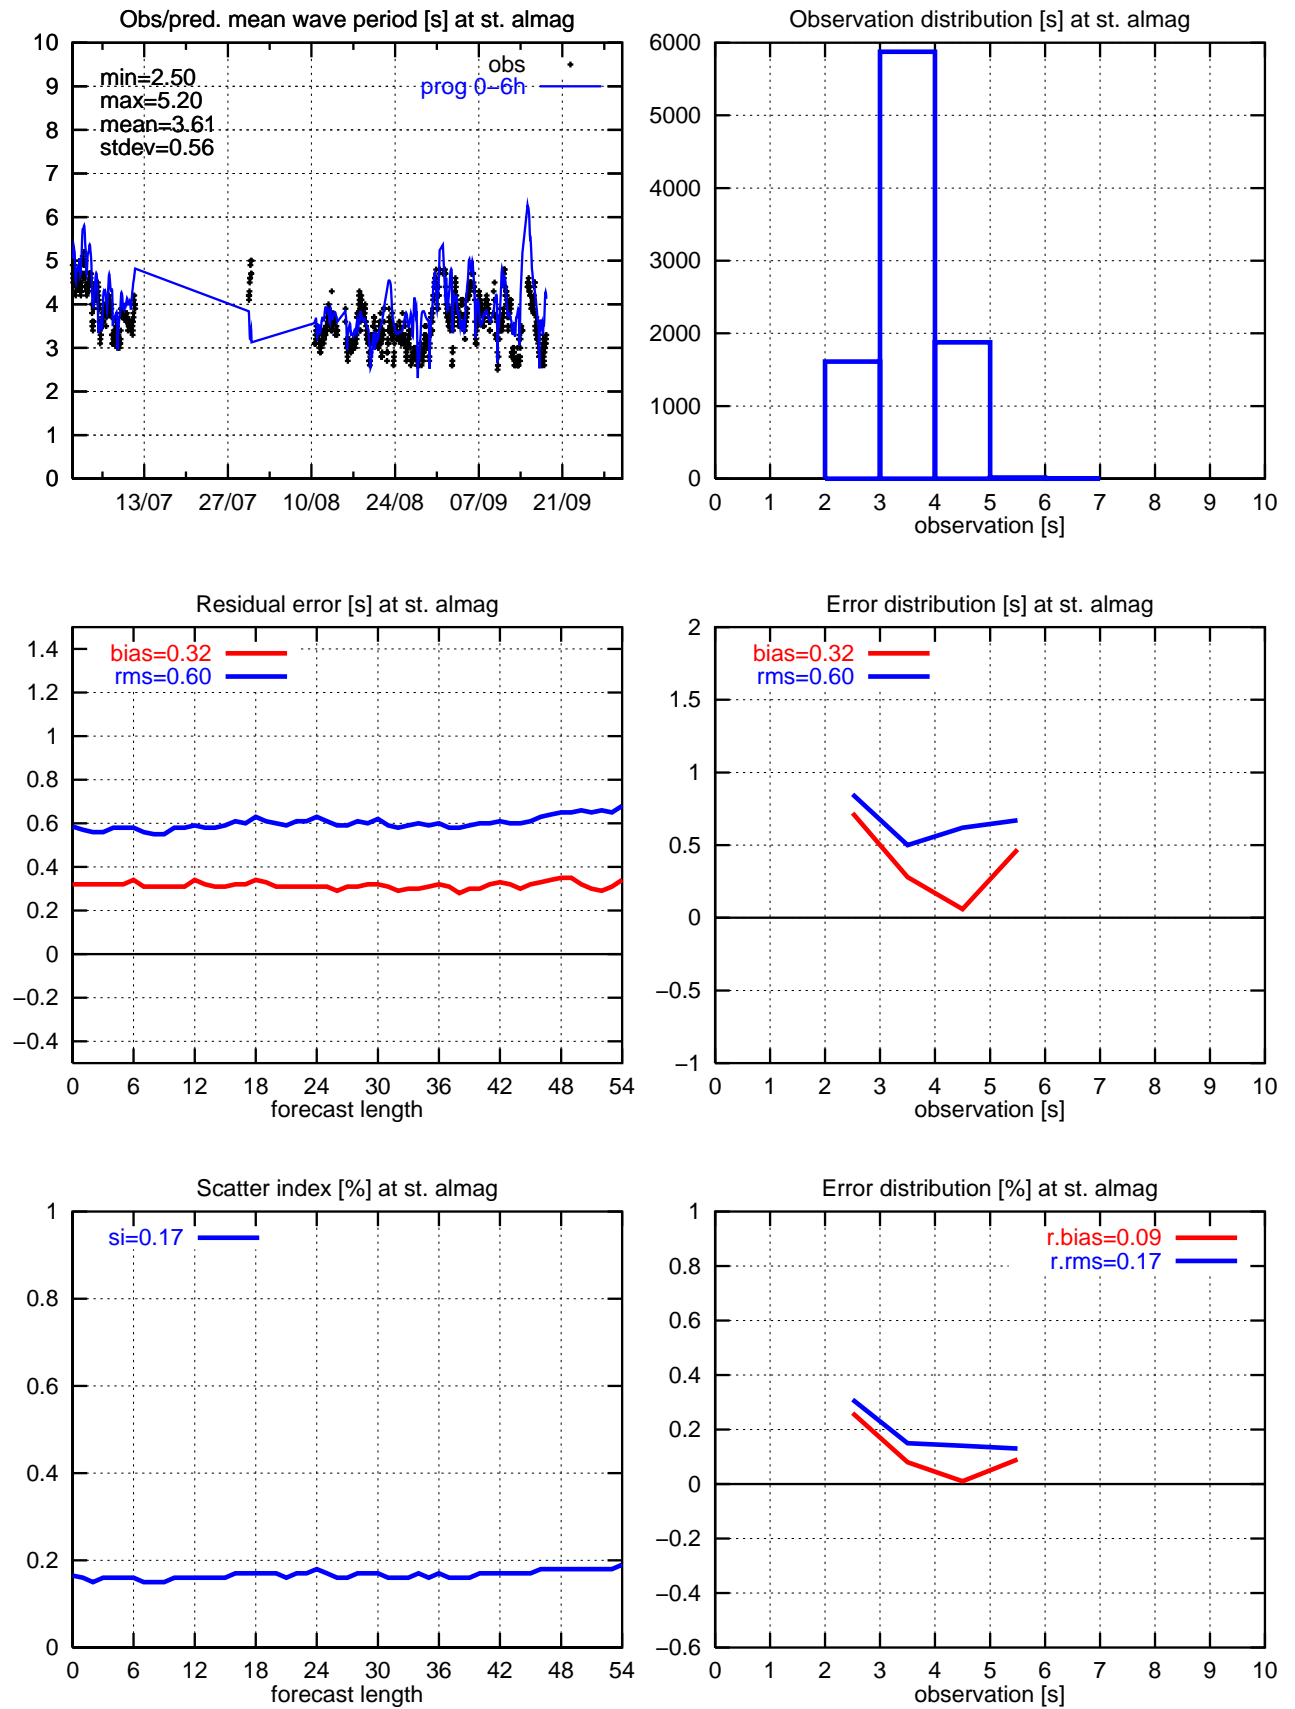 Obs/pred. mean wave period [s] at st. almag
10
9
8
7
6
5
4
3
2
1
0
min=2.50
max=5.20
mean=3.61
stdev=0.56
obs
prog 0−6h
13/07 27/07 10/08 24/08 07/09 21/09
Observation distribution [s] at st. almag
6000
5000
4000
3000
2000
1000
0
0 1 2 3 4 5 6 7 8 9 10
observation [s]
Residual error [s] at st. almag
1.4
1.2
1
0.8
0.6
0.4
0.2
0
−0.2
−0.4
bias=0.32
rms=0.60
0 6 12 18 24 30 36 42 48 54
forecast length
Error distribution [s] at st. almag
2
1.5
1
0.5
0
−0.5
−1
bias=0.32
rms=0.60
0 1 2 3 4 5 6 7 8 9 10
observation [s]
Scatter index [%] at st. almag
1
0.8
0.6
0.4
0.2
0
si=0.17
0 6 12 18 24 30 36 42 48 54
forecast length
Error distribution [%] at st. almag
1
0.8
0.6
0.4
0.2
0
−0.2
−0.4
−0.6
r.bias=0.09
r.rms=0.17
0 1 2 3 4 5 6 7 8 9 10
observation [s]